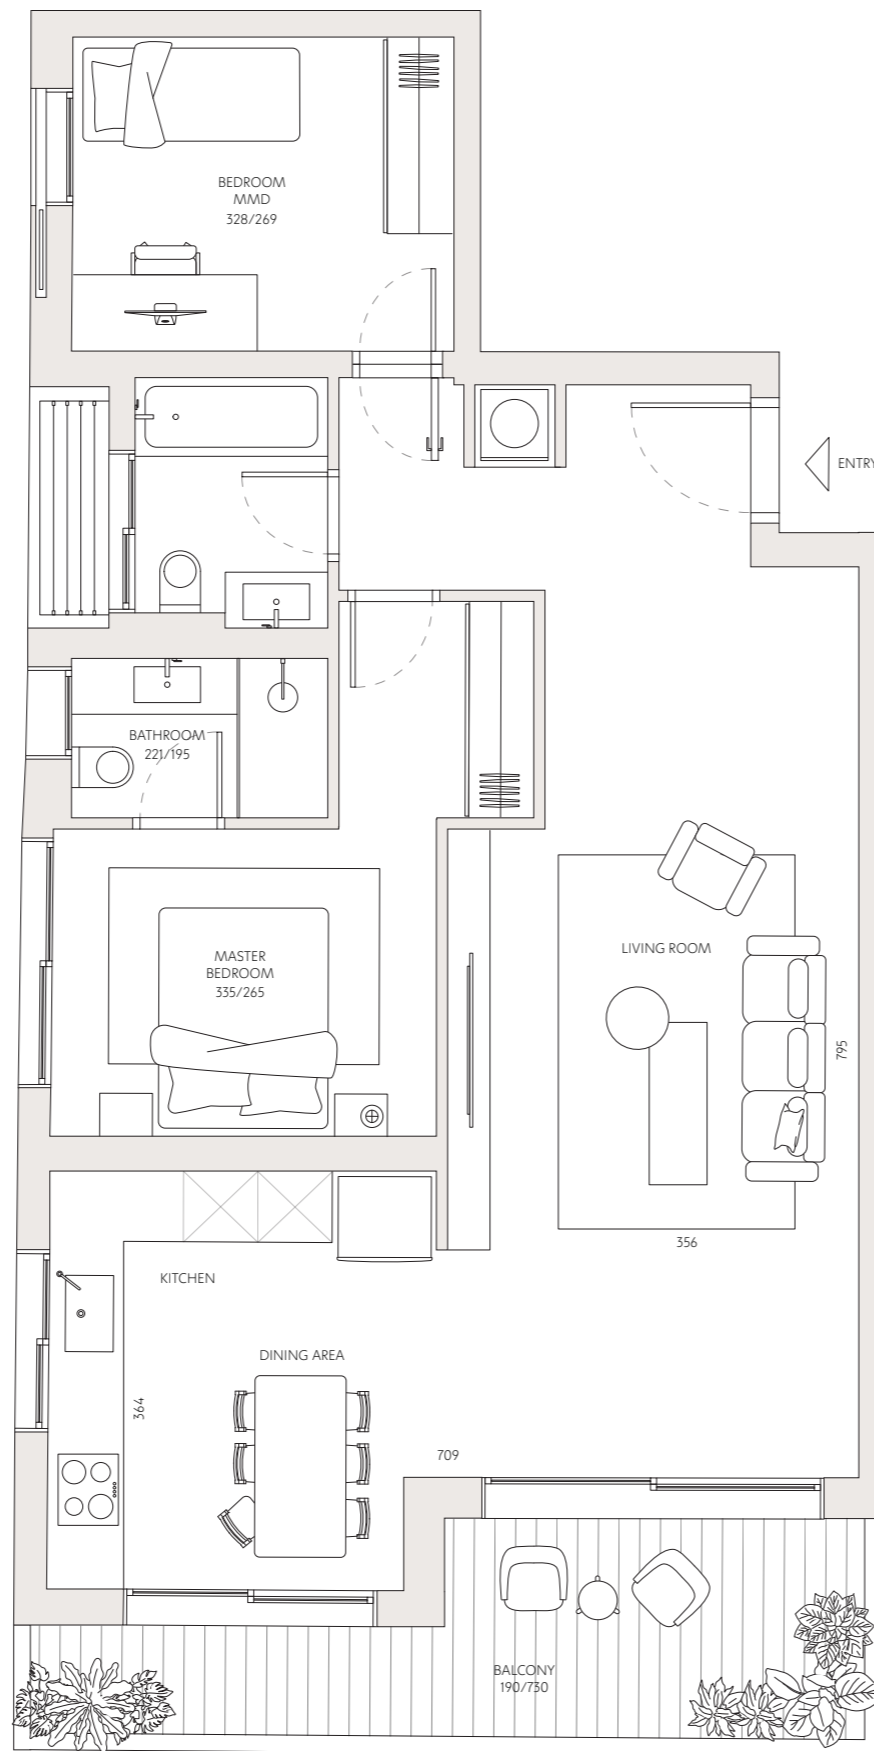 BEDROOM
MMD
328/269
ENTRY
BATHROOM
221/195
MASTER
BEDROOM
335/265
LIVING ROOM
795
356
KITCHEN
DINING AREA
364
709
BALCONY
190/730